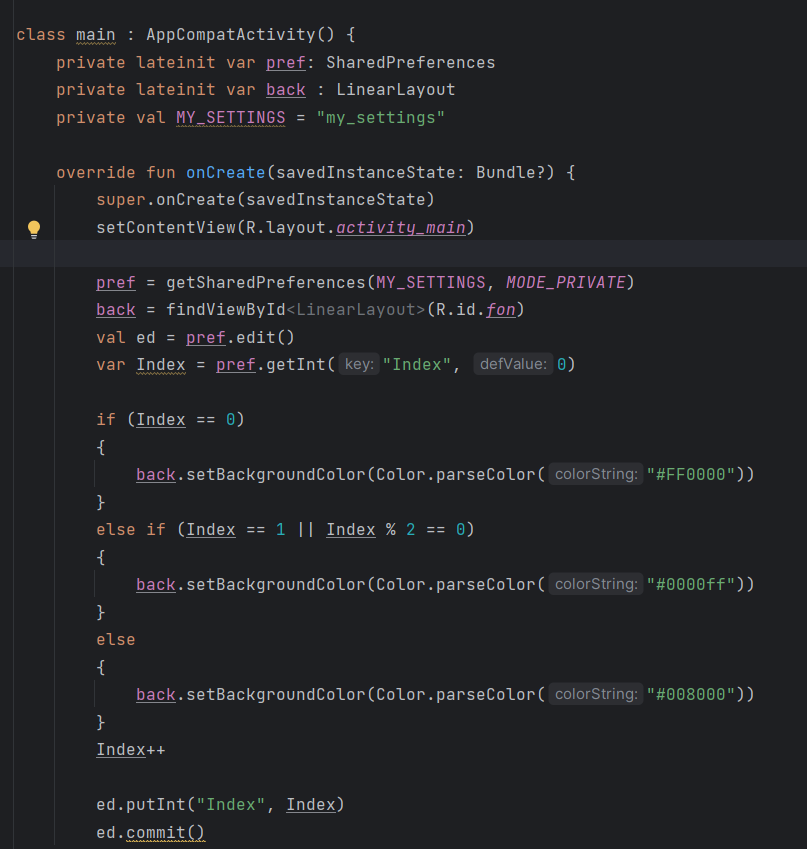 class main : AppCompatActivity() {
    private lateinit var pref: SharedPreferences
    private lateinit var back : LinearLayout
    private val MY_SETTINGS = "my_settings"

    override fun onCreate(savedInstanceState: Bundle?) {
        super.onCreate(savedInstanceState)
        setContentView(R.layout.activity_main)

        pref = getSharedPreferences(MY_SETTINGS, MODE_PRIVATE)
        back = findViewById<LinearLayout>(R.id.fon)
        val ed = pref.edit()
        var Index = pref.getInt( key: "Index", defValue: 0)

        if (Index == 0)
        {
            back.setBackgroundColor(Color.parseColor( colorString: "#FF0000"))
        }
        else if (Index == 1 || Index % 2 == 0)
        {
            back.setBackgroundColor(Color.parseColor( colorString: "#0000ff"))
        }
        else
        {
            back.setBackgroundColor(Color.parseColor( colorString: "#008000"))
        }
        Index++

        ed.putInt("Index", Index)
        ed.commit()